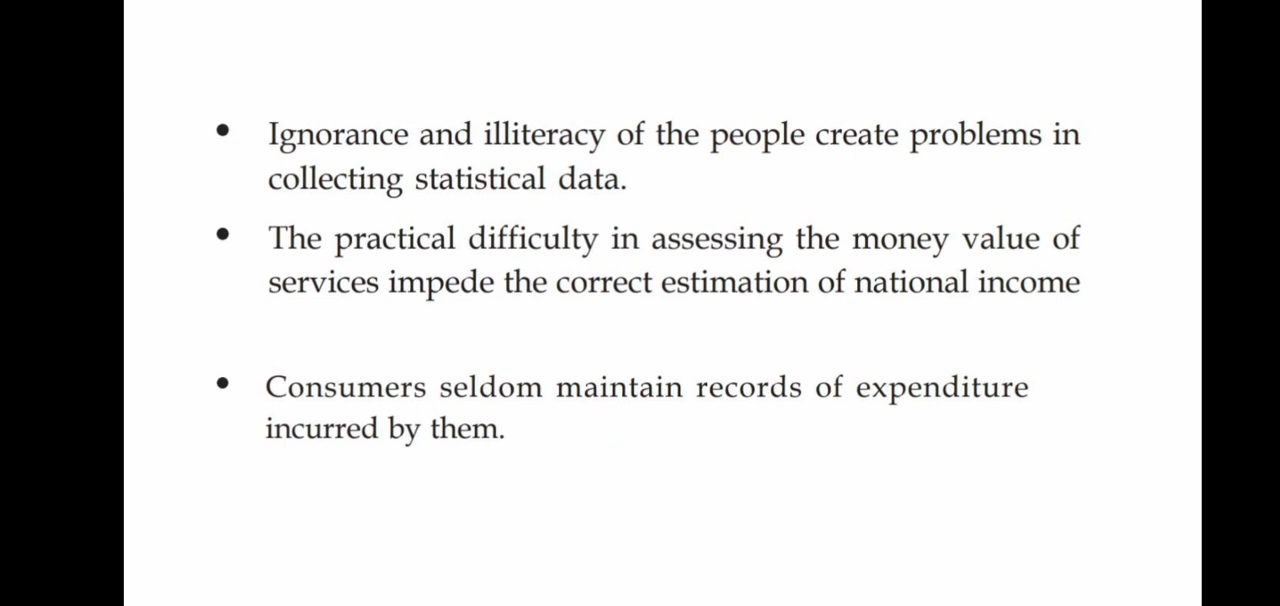 • Ignorance and illiteracy of the people create problems in
collecting statistical data.
• The practical difficulty in assessing the money value of
services impede the correct estimation of national income
• Consumers seldom maintain records of expenditure
incurred by them.